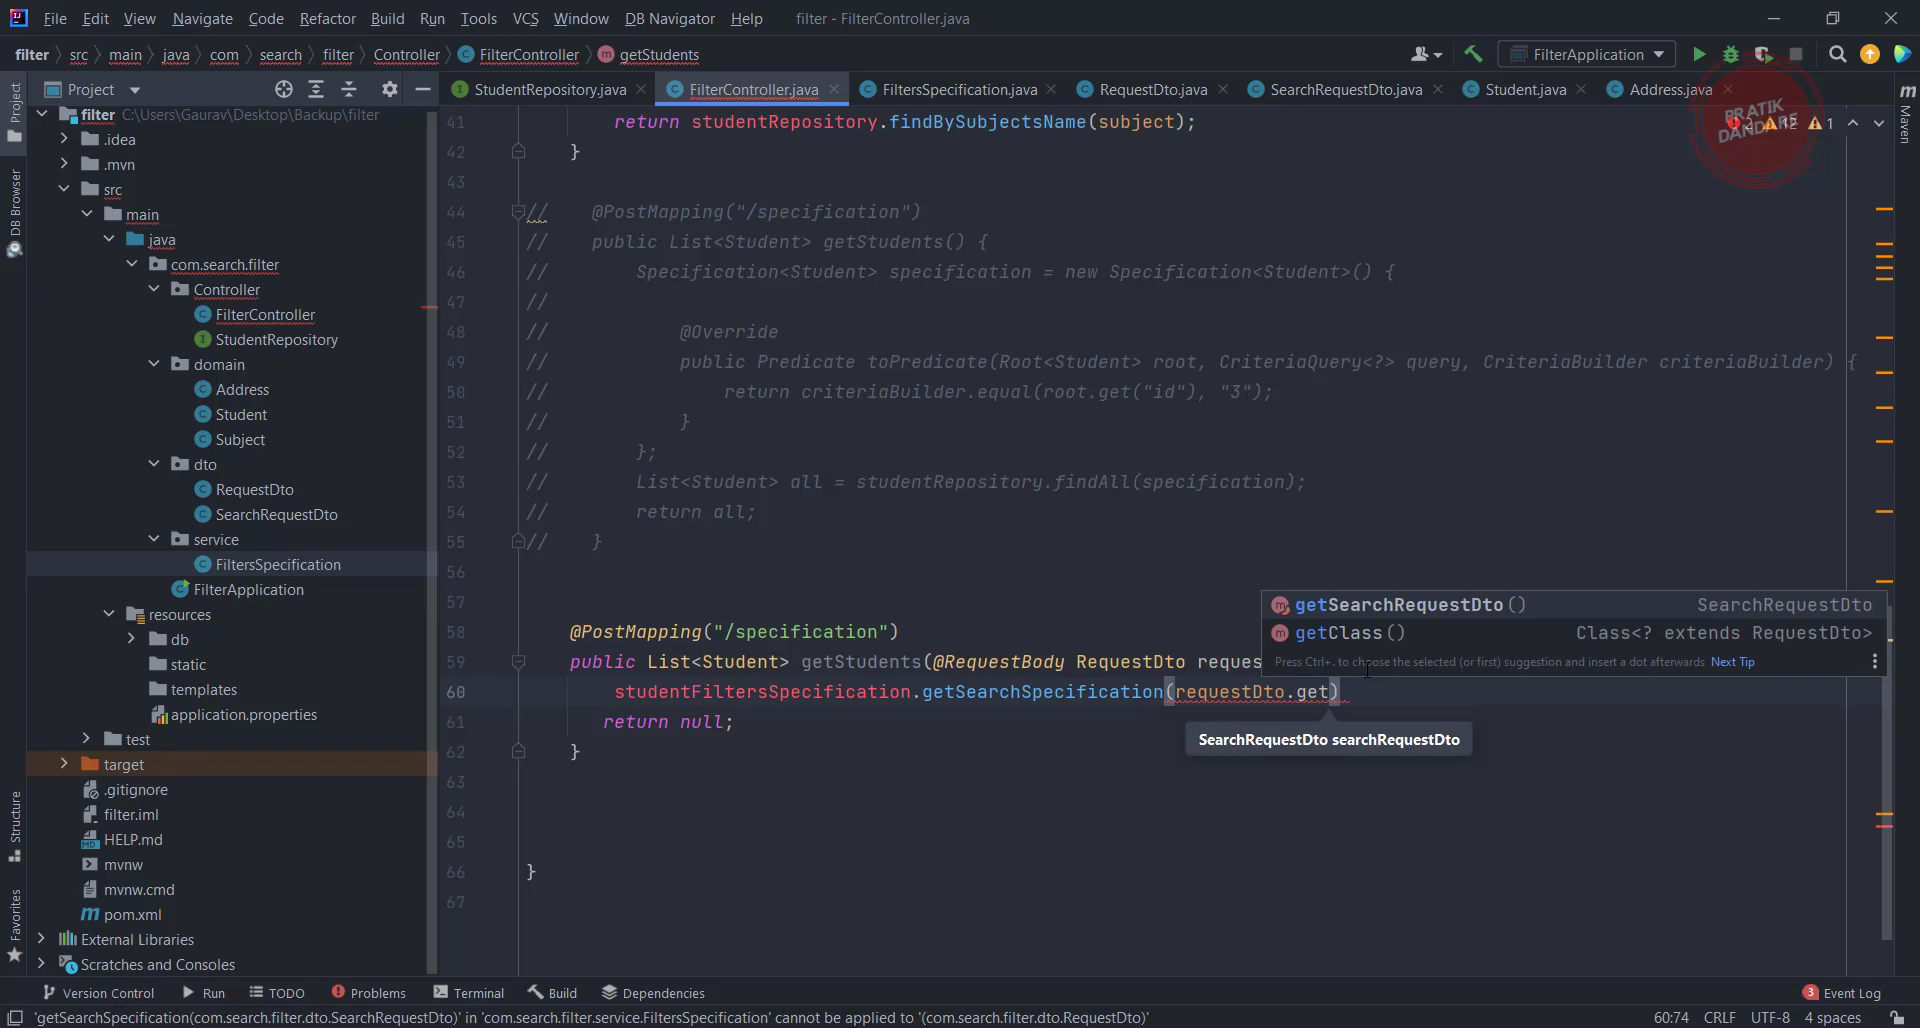 File Edit View Navigate Code Refactor Build Run Tools VCS Window DB Navigator Help filter - FilterController.java
filter src main java com search filter Controller FilterController getStudents FilterApplication
Project StudentRepository.java FilterController.java FiltersSpecification.java RequestDto.java SearchRequestDto.java Student.java Address.java
filter C:\Users\Gaurav\Desktop\Backup\filter
.idea
.mvn
src
main
java
com.search.filter
Controller
FilterController
StudentRepository
domain
Address
Student
Subject
dto
RequestDto
SearchRequestDto
service
FiltersSpecification
FilterApplication
resources
db
static
templates
application.properties
test
target
.gitignore
filter.iml
HELP.md
mvnw
mvnw.cmd
pom.xml
External Libraries
Scratches and Consoles
Project
DB Browser
Structure
Favorites
41 return studentRepository.findBySubjectsName(subject);
42 }
43
44 // @PostMapping("/specification")
45 // public List<Student> getStudents() {
46 // Specification<Student> specification = new Specification<Student>() {
47 //
48 // @Override
49 // public Predicate toPredicate(Root<Student> root, CriteriaQuery<?> query, CriteriaBuilder criteriaBuilder) {
50 // return criteriaBuilder.equal(root.get("id"), "3");
51 // }
52 // };
53 // List<Student> all = studentRepository.findAll(specification);
54 // return all;
55 // }
56
57
58 @PostMapping("/specification")
59 public List<Student> getStudents(@RequestBody RequestDto reques
60 studentFiltersSpecification.getSearchSpecification(requestDto.get)
61 return null;
62 }
63
64
65
66 }
67
getSearchRequestDto() SearchRequestDto
getClass() Class<? extends RequestDto>
Press Ctrl+. to choose the selected (or first) suggestion and insert a dot afterwards Next Tip
SearchRequestDto searchRequestDto
PRATIK
DANDARE
2 12 1
Maven
Version Control Run TODO Problems Terminal Build Dependencies 3 Event Log
'getSearchSpecification(com.search.filter.dto.SearchRequestDto)' in 'com.search.filter.service.FiltersSpecification' cannot be applied to '(com.search.filter.dto.RequestDto)' 60:74 CRLF UTF-8 4 spaces